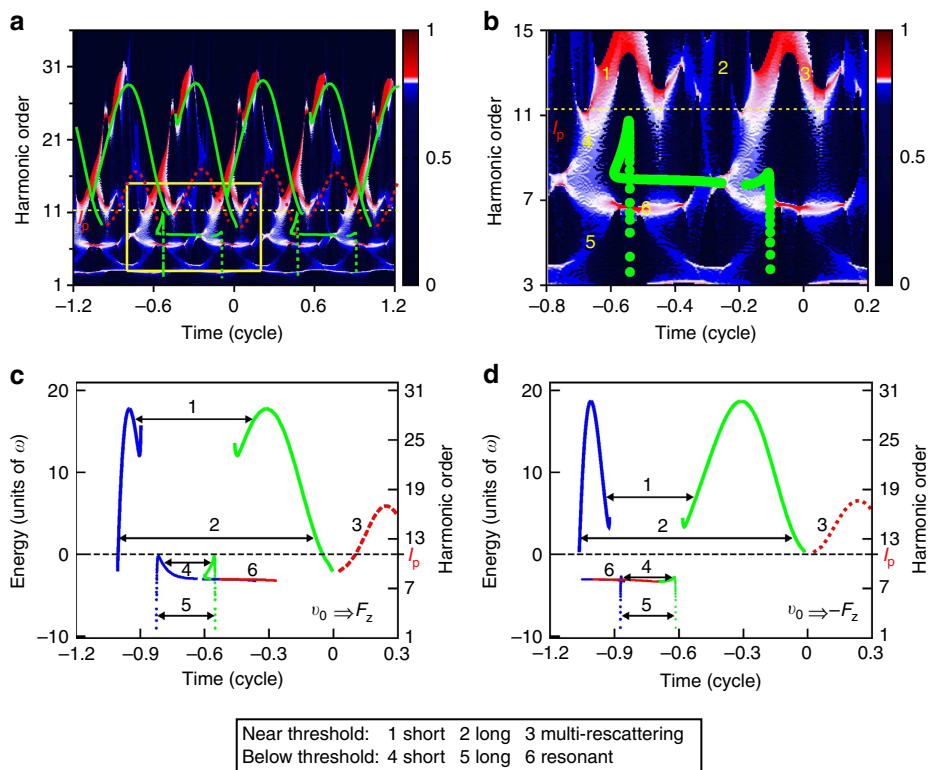 a
Harmonic order
31
26
21
16
11
6
1
Ip
–1.2 –0.6 0 0.6 1.2
Time (cycle)
1
0.5
0
b
Harmonic order
15
11
7
3
Ip
1 2 3
4
5
6
–0.8 –0.6 –0.4 –0.2 0 0.2
Time (cycle)
1
0.5
0
c
Energy (units of ω)
20
10
0
–10
1
2
3
4
6
5
υ0 ⇒ Fz
31
25
19
13
Ip
7
1
Harmonic order
–1.2 –0.9 –0.6 –0.3 0 0.3
Time (cycle)
d
Energy (units of ω)
20
10
0
–10
1
2
3
6
4
5
υ0 ⇒ –Fz
31
25
19
13
Ip
7
1
Harmonic order
–1.2 –0.9 –0.6 –0.3 0 0.3
Time (cycle)
Near threshold: 1 short 2 long 3 multi-rescattering
Below threshold: 4 short 5 long 6 resonant